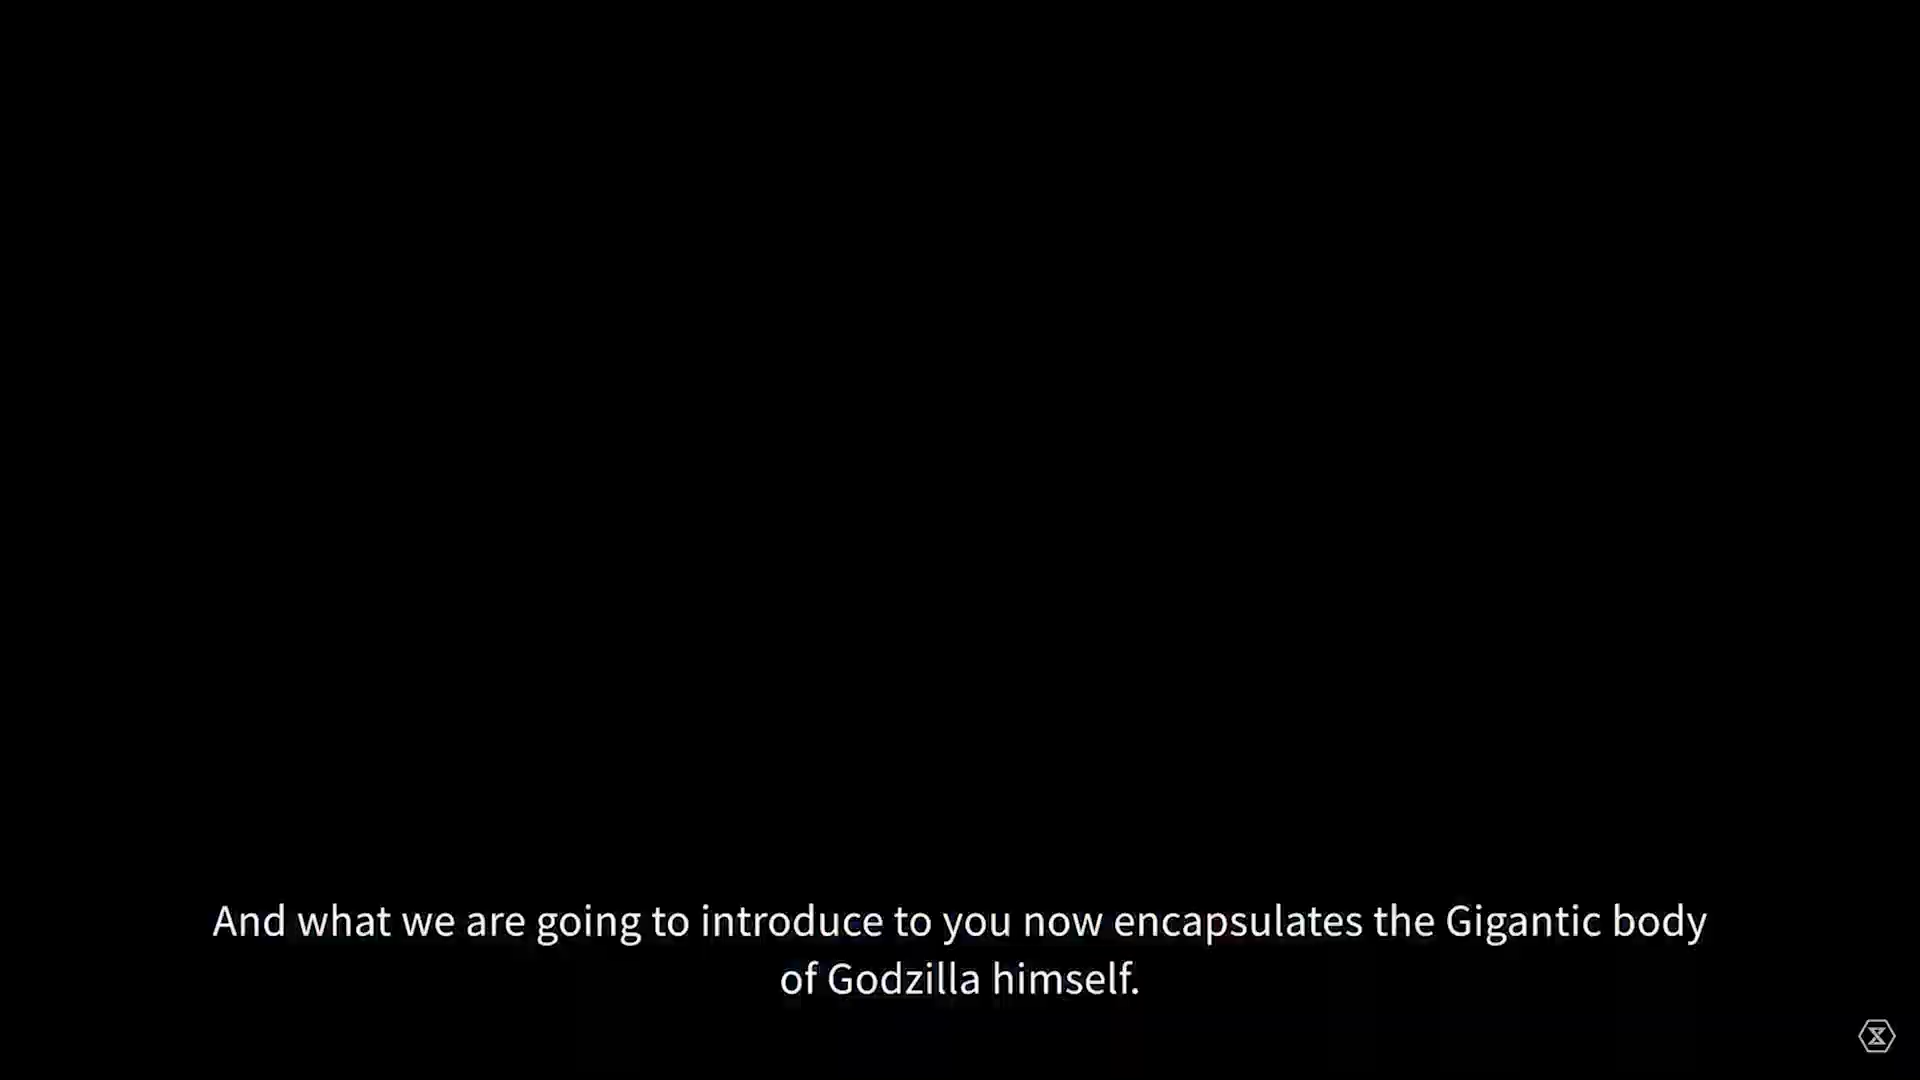 And what we are going to introduce to you now encapsulates the Gigantic body
of Godzilla himself.